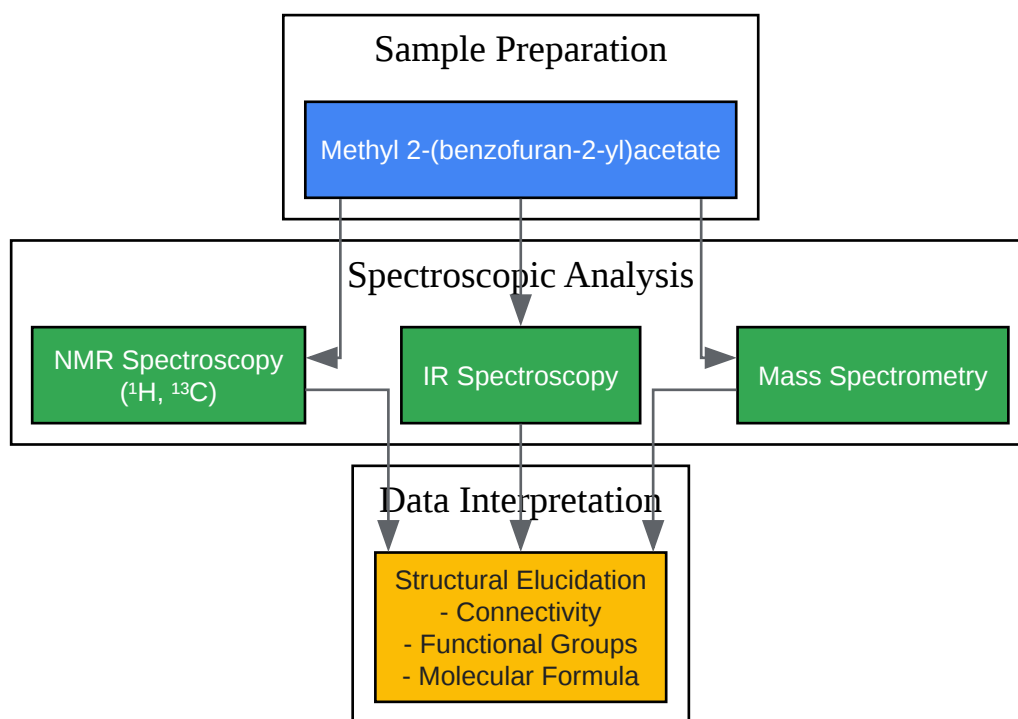 Sample Preparation
Methyl 2-(benzofuran-2-yl)acetate
Spectroscopic Analysis
NMR Spectroscopy
(¹H, ¹³C)
IR Spectroscopy
Mass Spectrometry
Data Interpretation
Structural Elucidation
- Connectivity
- Functional Groups
- Molecular Formula